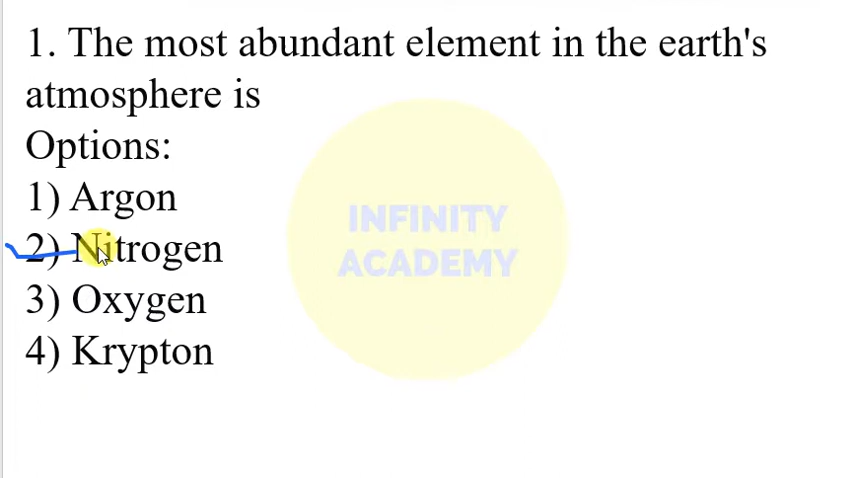 1. The most abundant element in the earth's
atmosphere is
Options:
1) Argon
2) Nitrogen
3) Oxygen
4) Krypton
INFINITY
ACADEMY